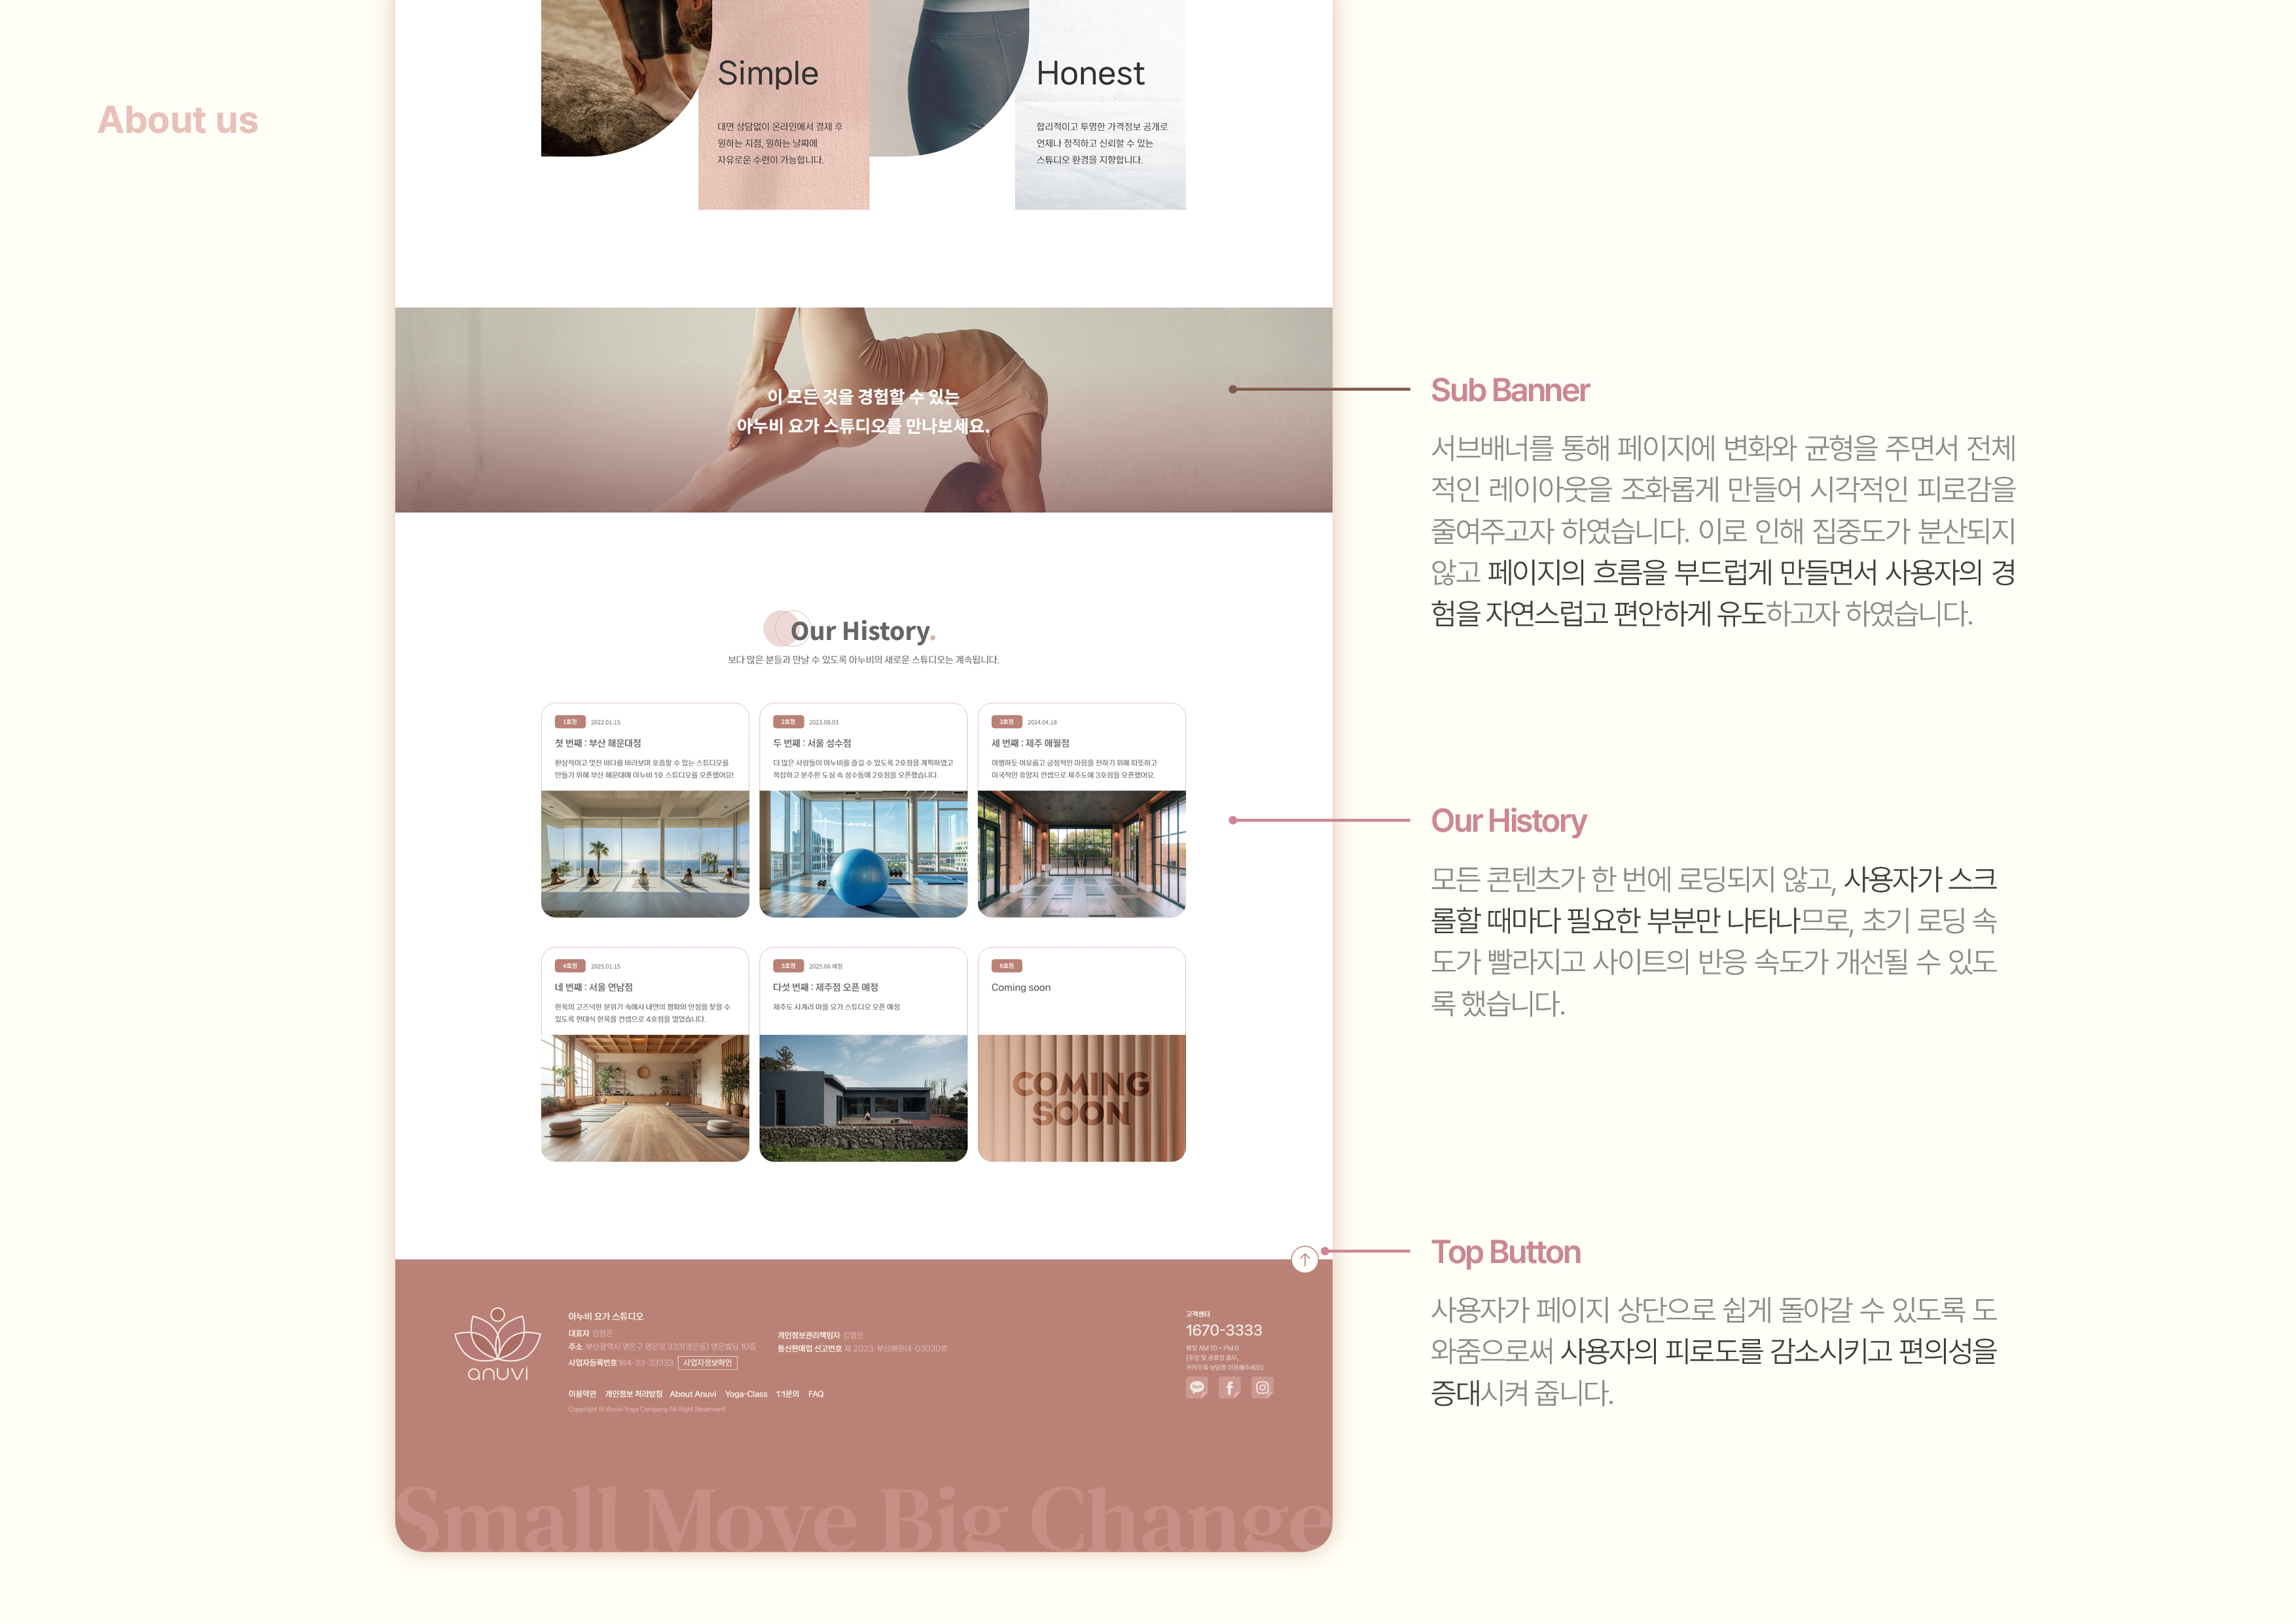 About us
Simple
대면 상담없이 온라인에서 결제 후
원하는 지점, 원하는 날짜에
자유로운 수련이 가능합니다.
Honest
합리적이고 투명한 가격정보 공개로
언제나 정직하고 신뢰할 수 있는
스튜디오 환경을 지향합니다.
이 모든 것을 경험할 수 있는
아누비 요가 스튜디오를 만나보세요.
Sub Banner
서브배너를 통해 페이지에 변화와 균형을 주면서 전체
적인 레이아웃을 조화롭게 만들어 시각적인 피로감을
줄여주고자 하였습니다. 이로 인해 집중도가 분산되지
않고 페이지의 흐름을 부드럽게 만들면서 사용자의 경
험을 자연스럽고 편안하게 유도하고자 하였습니다.
Our History.
보다 많은 분들과 만날 수 있도록 아누비의 새로운 스튜디오는 계속됩니다.
1호점 2022.01.15
첫 번째 : 부산 해운대점
환상적이고 멋진 바다를 바라보며 호흡할 수 있는 스튜디오를
만들기 위해 부산 해운대에 아누비 1호 스튜디오를 오픈했어요!
2호점 2023.08.03
두 번째 : 서울 성수점
더 많은 사람들이 아누비를 즐길 수 있도록 2호점을 계획하였고
복잡하고 분주한 도심 속 성수동에 2호점을 오픈했습니다.
3호점 2024.04.18
세 번째 : 제주 애월점
여행하듯 여유롭고 긍정적인 마음을 전하기 위해 따뜻하고
이국적인 휴양지 컨셉으로 제주도에 3호점을 오픈했어요.
Our History
모든 콘텐츠가 한 번에 로딩되지 않고, 사용자가 스크
롤할 때마다 필요한 부분만 나타나므로, 초기 로딩 속
도가 빨라지고 사이트의 반응 속도가 개선될 수 있도
록 했습니다.
4호점 2025.01.15
네 번째 : 서울 연남점
한옥의 고즈넉한 분위기 속에서 내면의 평화와 안정을 찾을 수
있도록 현대식 한옥을 컨셉으로 4호점을 열었습니다.
5호점 2025.06 예정
다섯 번째 : 제주점 오픈 예정
제주도 사계리 마을 요가 스튜디오 오픈 예정
6호점
Coming soon
COMING
SOON
Top Button
사용자가 페이지 상단으로 쉽게 돌아갈 수 있도록 도
와줌으로써 사용자의 피로도를 감소시키고 편의성을
증대시켜 줍니다.
anuvi
아누비 요가 스튜디오
대표자 김영은
주소 부산광역시 영은구 영은로 333(영은동) 영은빌딩 10층
사업자등록번호 164-33-33333 사업자정보확인
개인정보관리책임자 김영은
통신판매업 신고번호 제 2023-부산해운대-03030호
이용약관 개인정보 처리방침 About Anuvi Yoga-Class 1:1문의 FAQ
Copyright © Anuvi Yoga Company All Right Reserverd
고객센터
1670-3333
평일 AM 10 ~ PM 6
(주말 및 공휴일 휴무,
카카오톡 상담점 이용해주세요)
TALK
Small Move Big Change